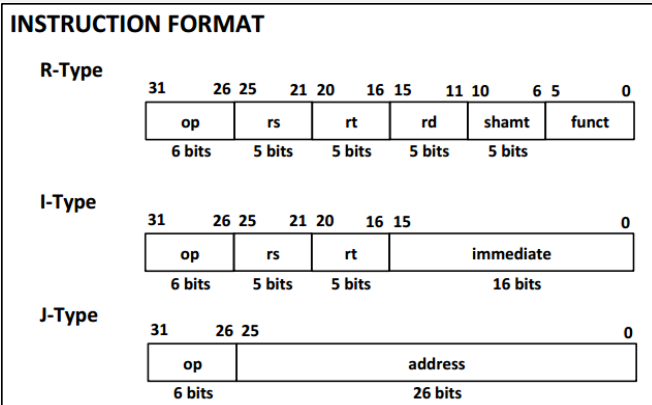 INSTRUCTION FORMAT
R-Type
31 26 25 21 20 16 15 11 10 6 5 0
op rs rt rd shamt funct
6 bits 5 bits 5 bits 5 bits 5 bits
I-Type
31 26 25 21 20 16 15 0
op rs rt immediate
6 bits 5 bits 5 bits 16 bits
J-Type
31 26 25 0
op address
6 bits 26 bits